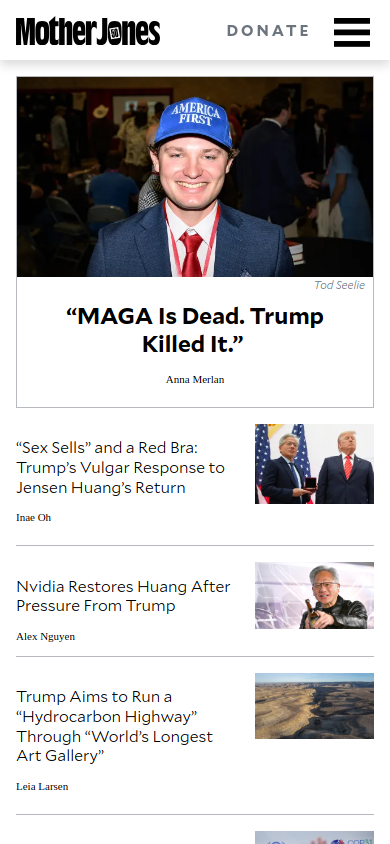 Mother Jones
DONATE
AMERICA
FIRST
Tod Seelie
“MAGA Is Dead. Trump
Killed It.”
Anna Merlan
“Sex Sells” and a Red Bra:
Trump’s Vulgar Response to
Jensen Huang’s Return
Inae Oh
Nvidia Restores Huang After
Pressure From Trump
Alex Nguyen
Trump Aims to Run a
“Hydrocarbon Highway”
Through “World’s Longest
Art Gallery”
Leia Larsen